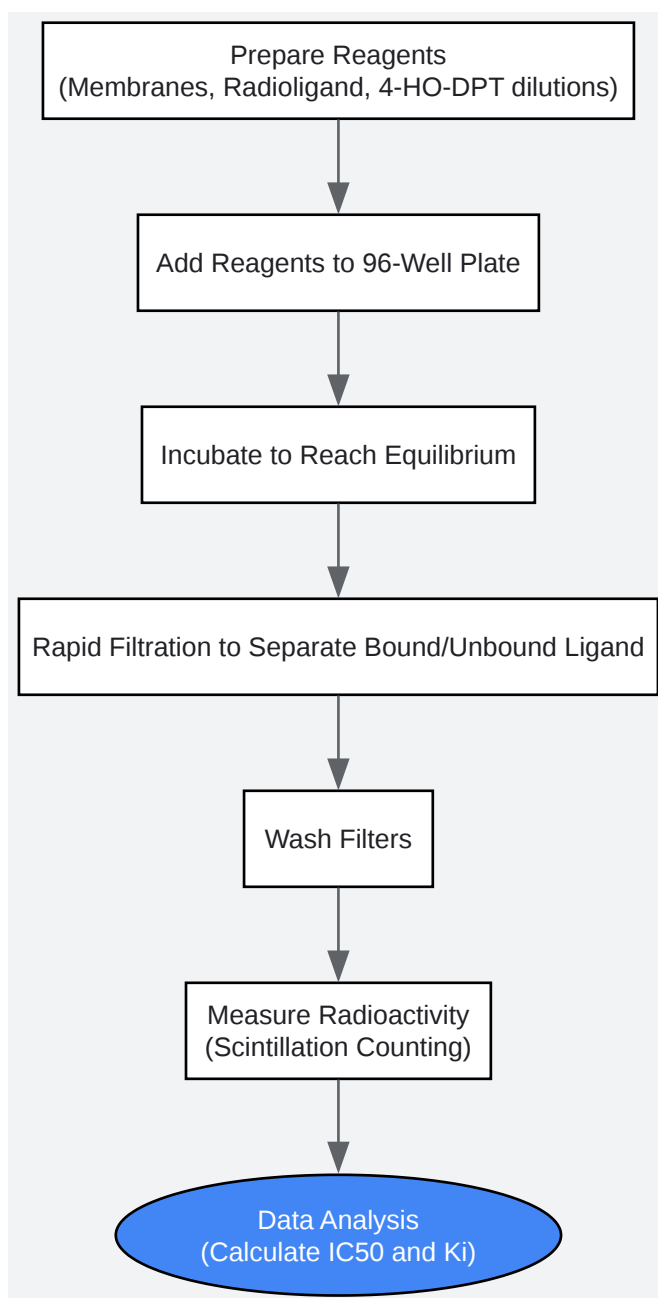 Prepare Reagents
(Membranes, Radioligand, 4-HO-DPT dilutions)
Add Reagents to 96-Well Plate
Incubate to Reach Equilibrium
Rapid Filtration to Separate Bound/Unbound Ligand
Wash Filters
Measure Radioactivity
(Scintillation Counting)
Data Analysis
(Calculate IC50 and Ki)